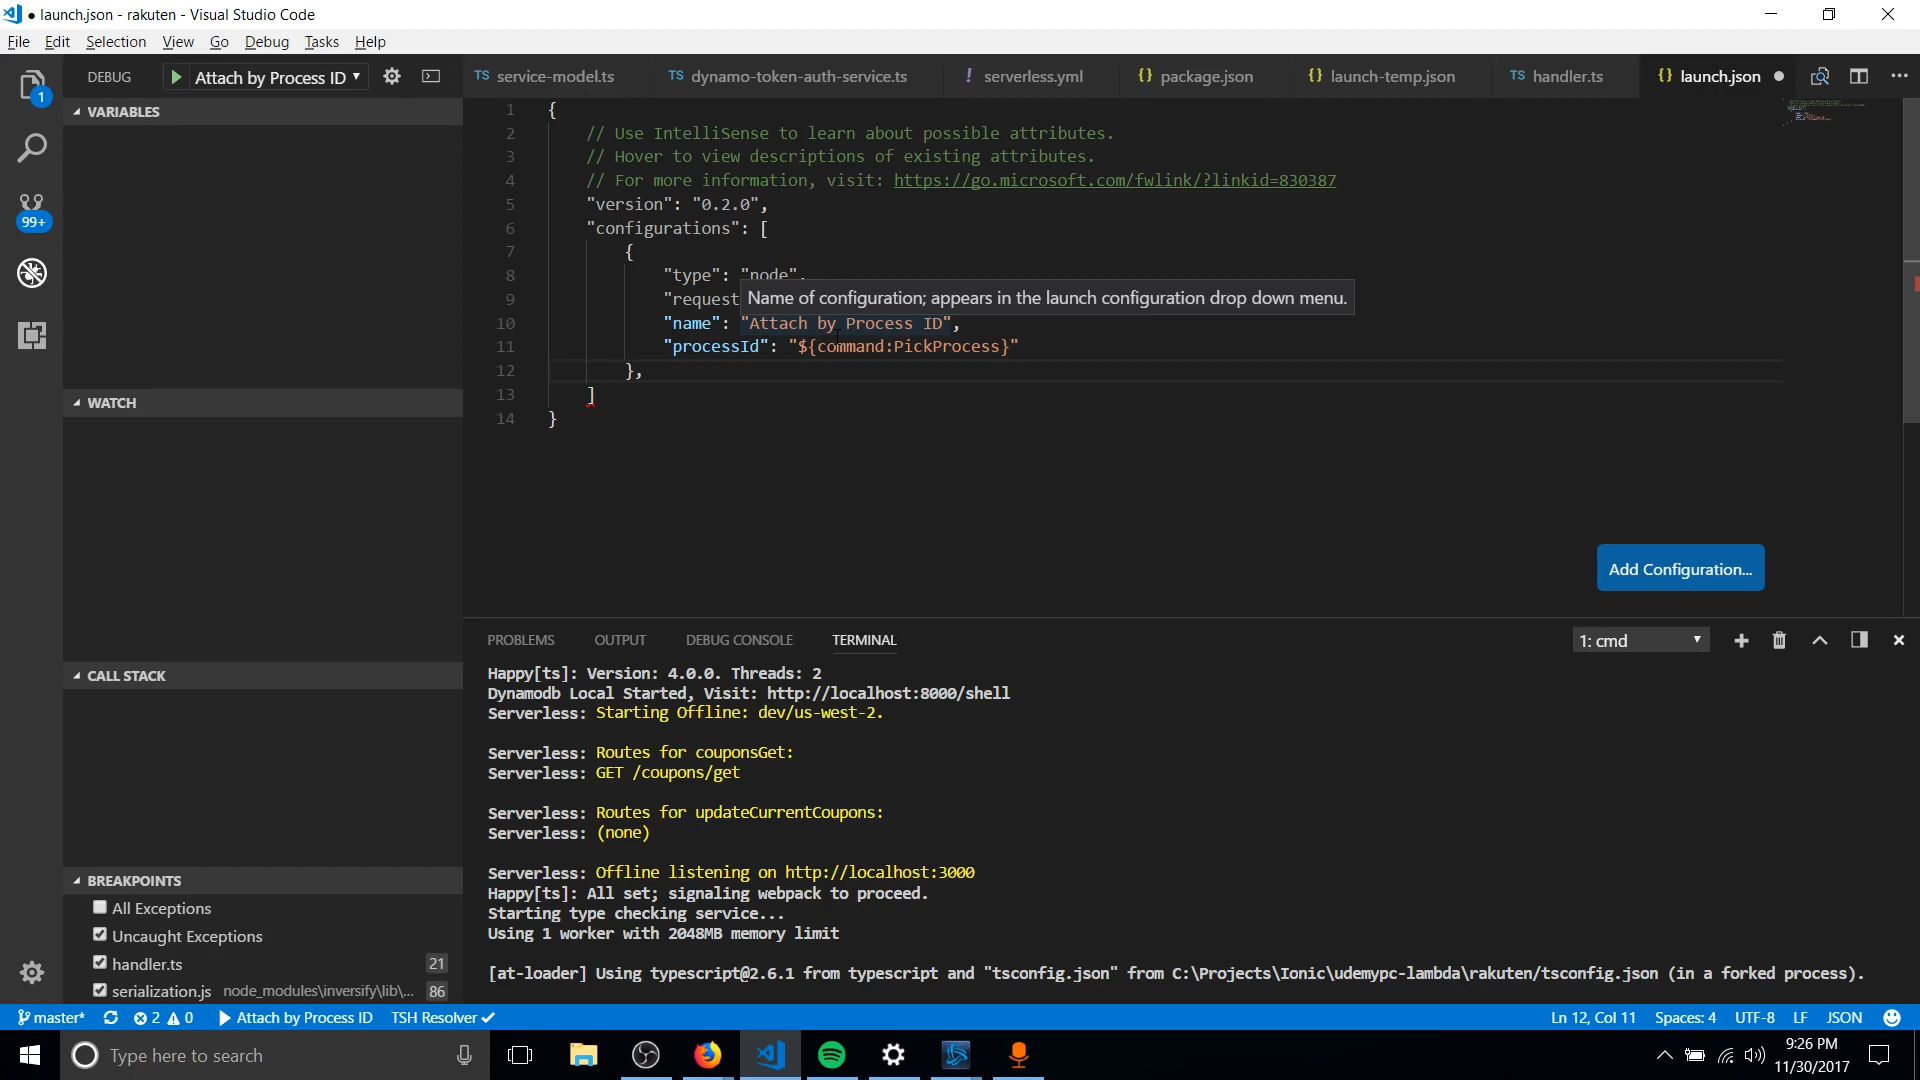 ● launch.json - rakuten - Visual Studio Code
File Edit Selection View Go Debug Tasks Help
1
99+
DEBUG Attach by Process ID
VARIABLES
WATCH
CALL STACK
BREAKPOINTS
All Exceptions
Uncaught Exceptions
handler.ts 21
serialization.js node_modules\inversify\lib\... 86
TS service-model.ts TS dynamo-token-auth-service.ts ! serverless.yml {} package.json {} launch-temp.json TS handler.ts {} launch.json ●
1 {
2 // Use IntelliSense to learn about possible attributes.
3 // Hover to view descriptions of existing attributes.
4 // For more information, visit: https://go.microsoft.com/fwlink/?linkid=830387
5 "version": "0.2.0",
6 "configurations": [
7 {
8 "type": "node",
9 "request
Name of configuration; appears in the launch configuration drop down menu.
10 "name": "Attach by Process ID",
11 "processId": "${command:PickProcess}"
12 },
13 ]
14 }
Add Configuration...
PROBLEMS OUTPUT DEBUG CONSOLE TERMINAL 1: cmd
Happy[ts]: Version: 4.0.0. Threads: 2
Dynamodb Local Started, Visit: http://localhost:8000/shell
Serverless: Starting Offline: dev/us-west-2.
Serverless: Routes for couponsGet:
Serverless: GET /coupons/get
Serverless: Routes for updateCurrentCoupons:
Serverless: (none)
Serverless: Offline listening on http://localhost:3000
Happy[ts]: All set; signaling webpack to proceed.
Starting type checking service...
Using 1 worker with 2048MB memory limit
[at-loader] Using typescript@2.6.1 from typescript and "tsconfig.json" from C:\Projects\Ionic\udemypc-lambda\rakuten/tsconfig.json (in a forked process).
master* 2 0 Attach by Process ID TSH Resolver Ln 12, Col 11 Spaces: 4 UTF-8 LF JSON
Type here to search
9:26 PM
11/30/2017